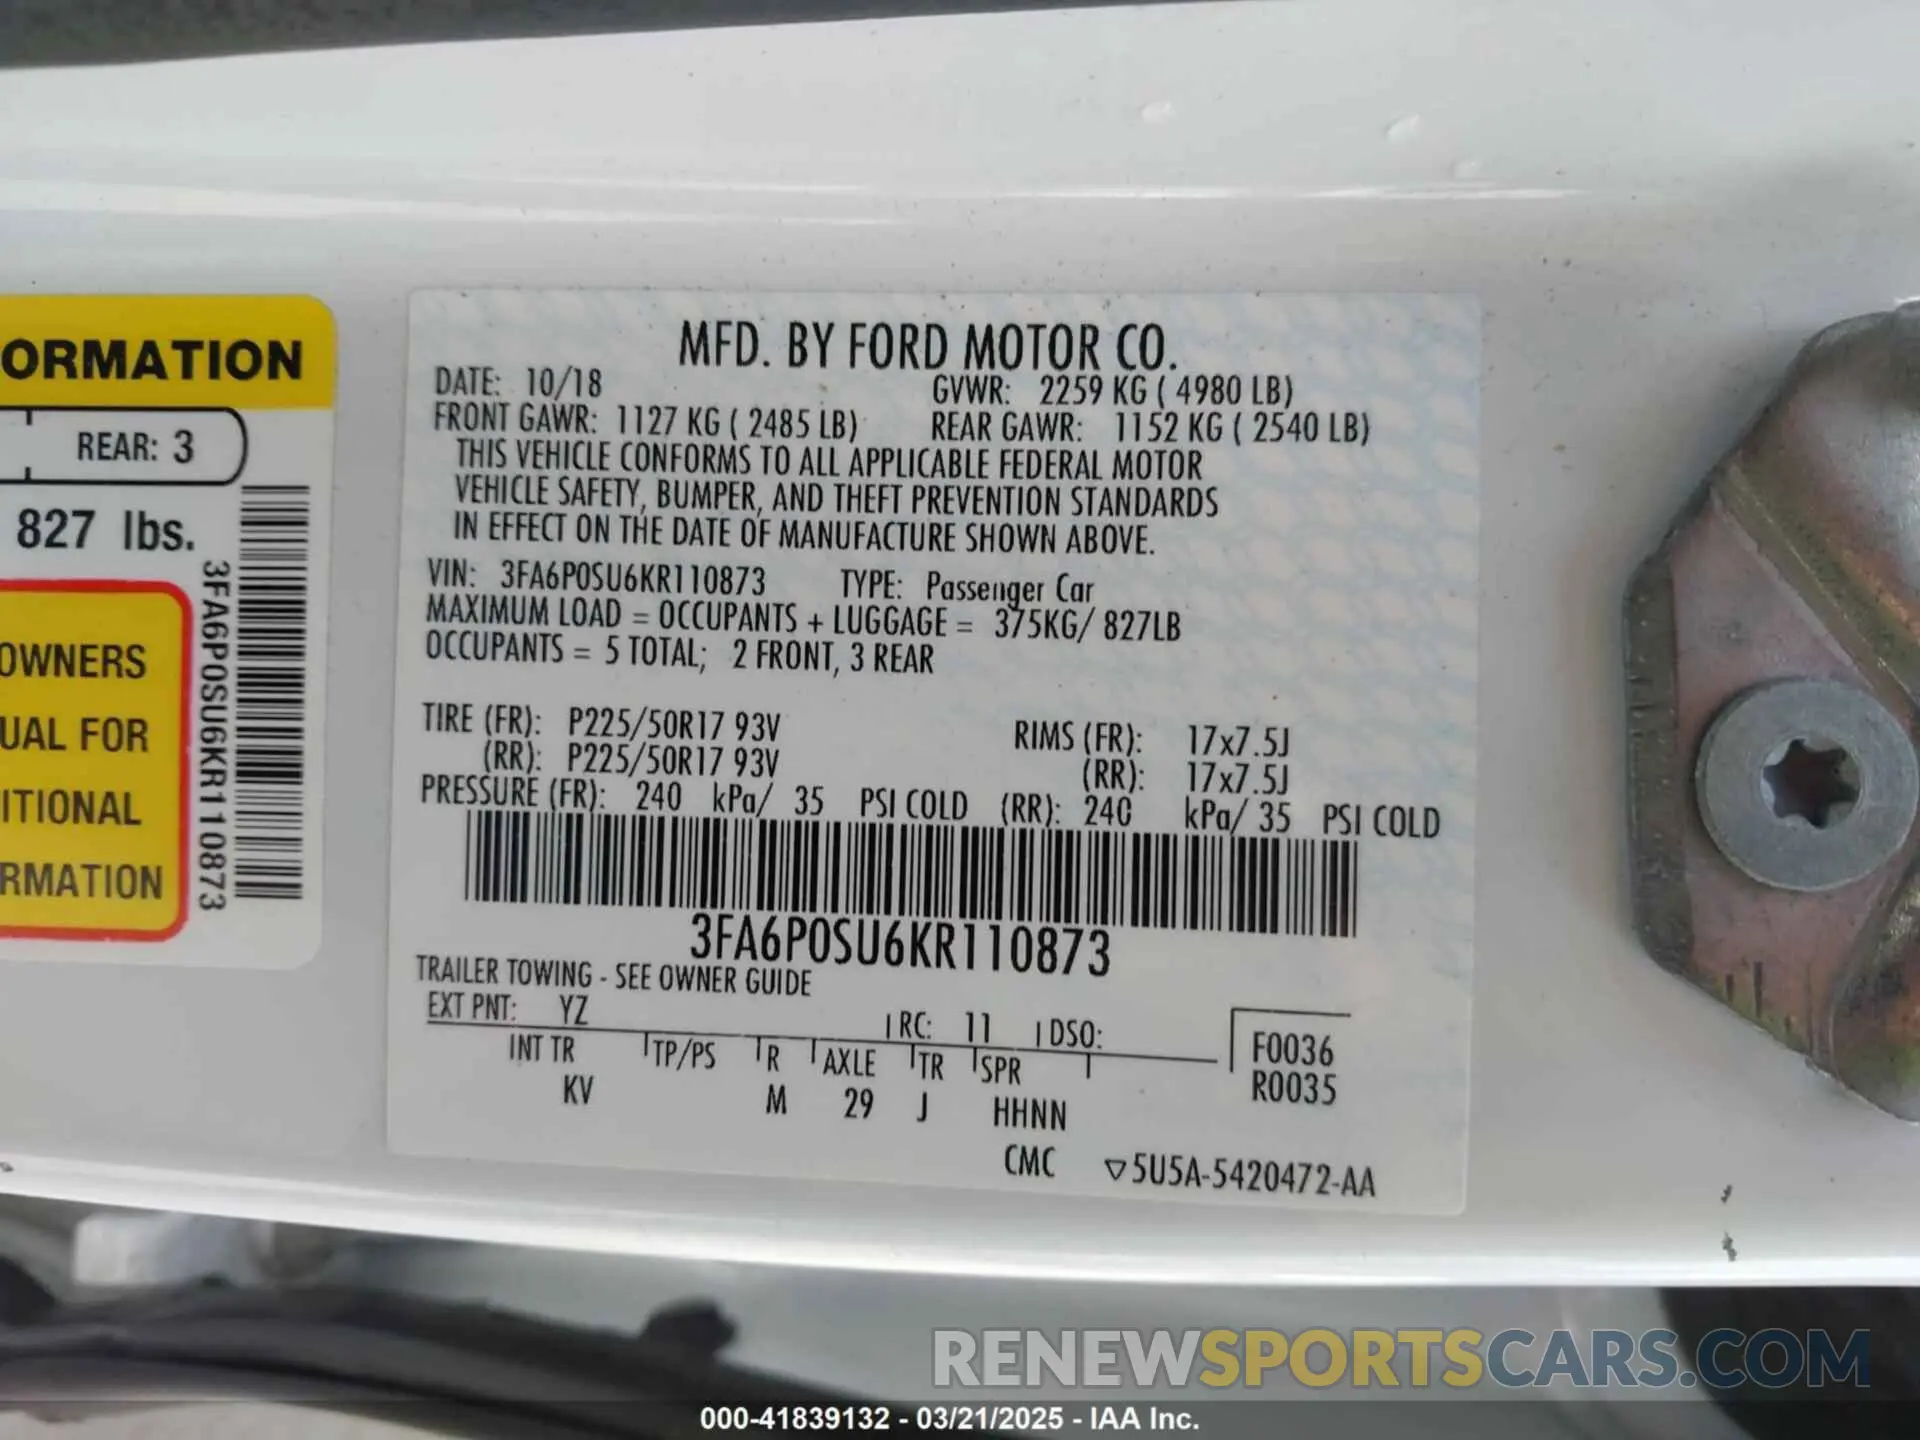 ORMATION
REAR: 3
827 lbs.
OWNERS
UAL FOR
ITIONAL
RMATION
3FA6P0SU6KR110873
MFD. BY FORD MOTOR CO.
DATE: 10/18 GVWR: 2259 KG ( 4980 LB)
FRONT GAWR: 1127 KG ( 2485 LB) REAR GAWR: 1152 KG ( 2540 LB)
THIS VEHICLE CONFORMS TO ALL APPLICABLE FEDERAL MOTOR
VEHICLE SAFETY, BUMPER, AND THEFT PREVENTION STANDARDS
IN EFFECT ON THE DATE OF MANUFACTURE SHOWN ABOVE.
VIN: 3FA6P0SU6KR110873 TYPE: Passenger Car
MAXIMUM LOAD = OCCUPANTS + LUGGAGE = 375KG/ 827LB
OCCUPANTS = 5 TOTAL; 2 FRONT, 3 REAR
TIRE (FR): P225/50R17 93V RIMS (FR): 17x7.5J
(RR): P225/50R17 93V (RR): 17x7.5J
PRESSURE (FR): 240 kPa/ 35 PSI COLD (RR): 240 kPa/ 35 PSI COLD
3FA6P0SU6KR110873
TRAILER TOWING - SEE OWNER GUIDE
EXT PNT: YZ RC: 11 DSO: F0036
INT TR TP/PS R AXLE TR SPR R0035
KV M 29 J HHNN
CMC ▽5U5A-5420472-AA
RENEWSPORTSCARS.COM
000-41839132 - 03/21/2025 - IAA Inc.